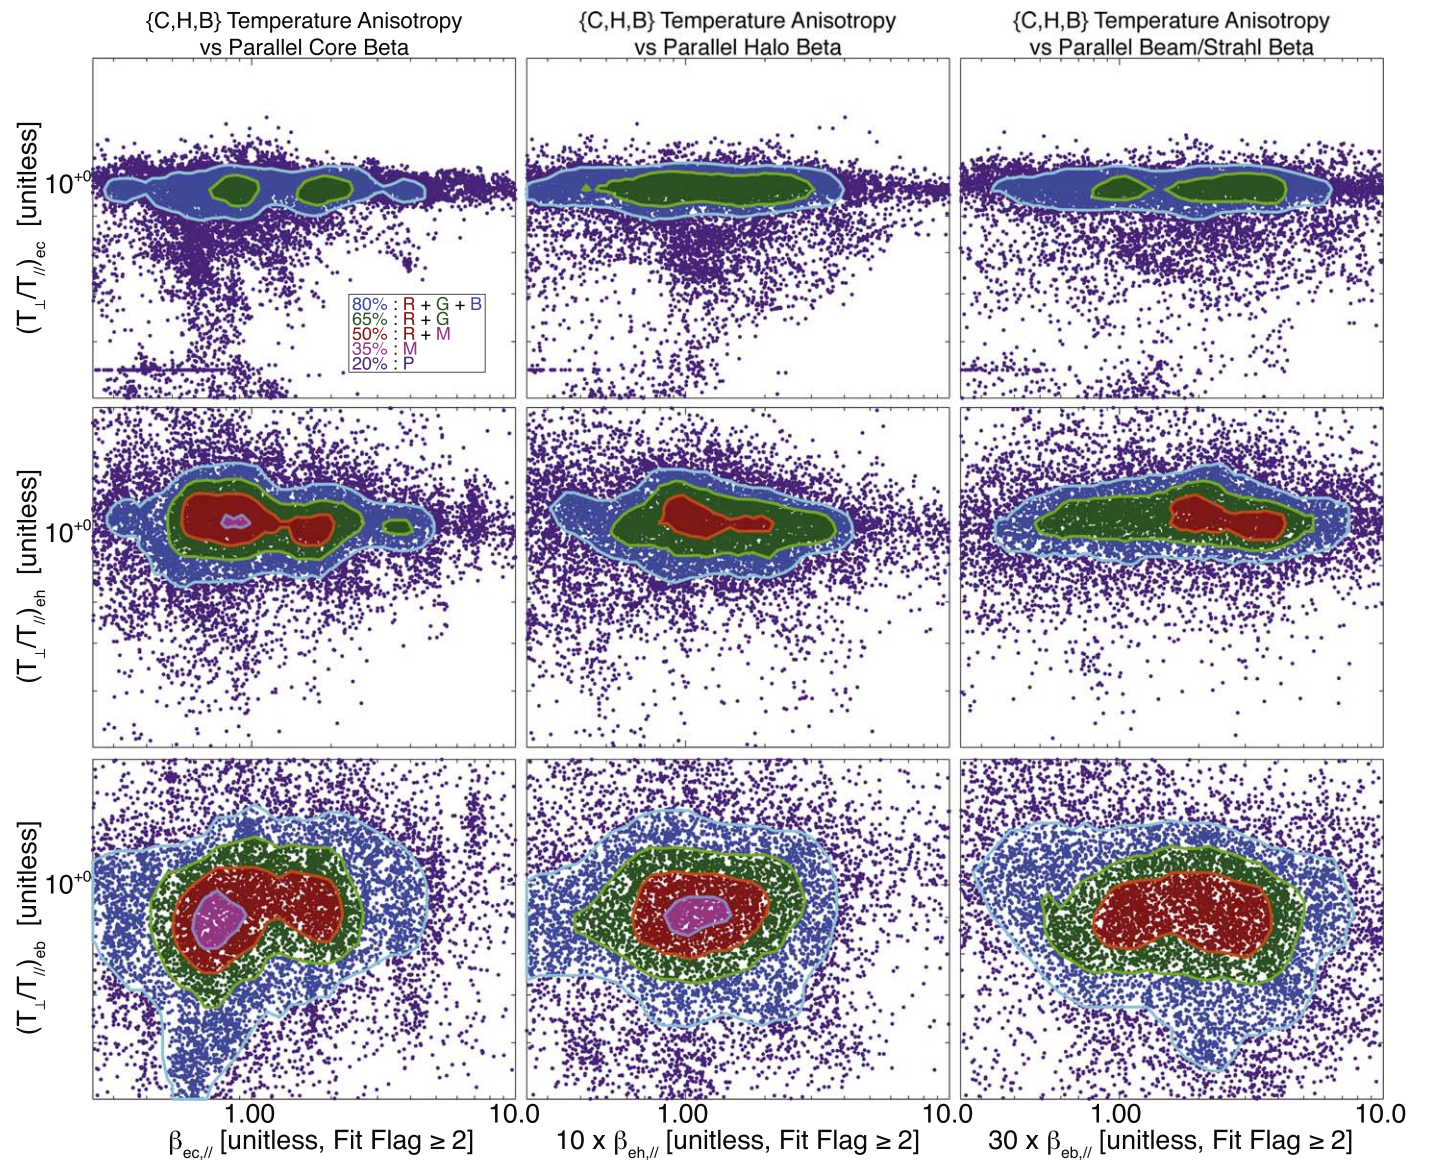 {C,H,B} Temperature Anisotropy
vs Parallel Core Beta
{C,H,B} Temperature Anisotropy
vs Parallel Halo Beta
{C,H,B} Temperature Anisotropy
vs Parallel Beam/Strahl Beta
(T⊥/T//)ec [unitless]
10+0
80% : R + G + B
65% : R + G
50% : R + M
35% : M
20% : P
(T⊥/T//)eh [unitless]
10+0
(T⊥/T//)eb [unitless]
10+0
1.00
10.0
1.00
10.0
1.00
10.0
βec,// [unitless, Fit Flag ≥ 2]
10 x βeh,// [unitless, Fit Flag ≥ 2]
30 x βeb,// [unitless, Fit Flag ≥ 2]